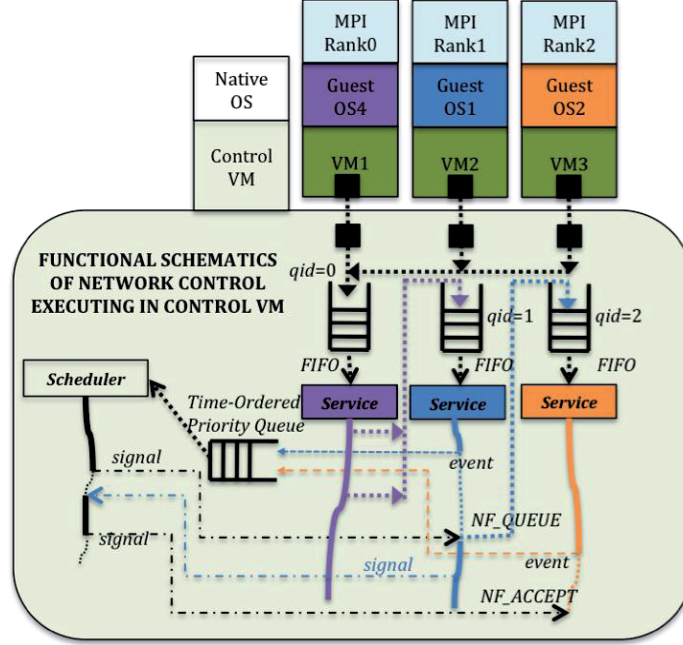 MPI
Rank0
MPI
Rank1
MPI
Rank2
Native
OS
Guest
OS4
Guest
OS1
Guest
OS2
Control
VM
VM1
VM2
VM3
FUNCTIONAL SCHEMATICS
OF NETWORK CONTROL
EXECUTING IN CONTROL VM
qid=0
qid=1
qid=2
FIFO
FIFO
FIFO
Scheduler
Time-Ordered
Priority Queue
Service
Service
Service
signal
event
NF_QUEUE
signal
signal
event
NF_ACCEPT